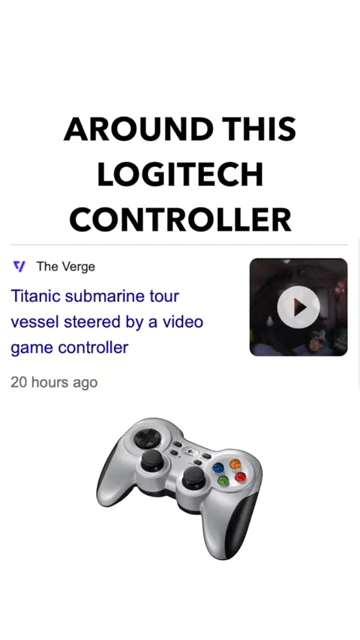 AROUND THIS
LOGITECH
CONTROLLER
The Verge
Titanic submarine tour
vessel steered by a video
game controller
20 hours ago